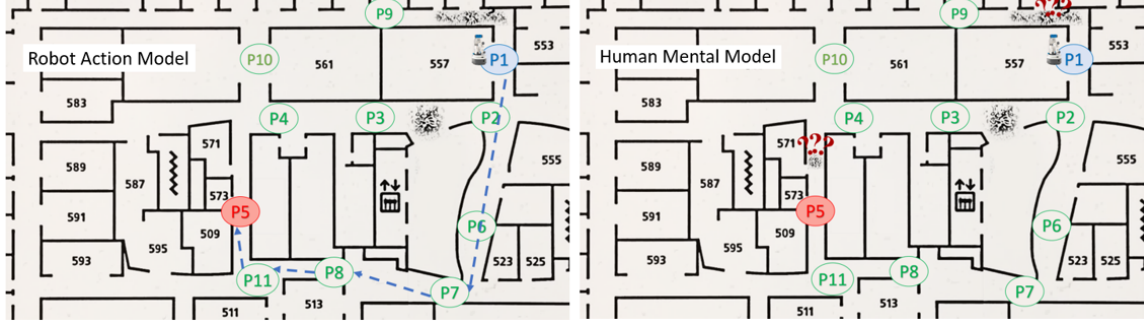 Robot Action Model
P9
P10
561
557
P1
553
583
P4
P3
P2
571
589
587
573
555
591
P5
509
P6
595
593
523
525
P11
P8
P7
513
511
Human Mental Model
P9
???
P10
561
557
P1
553
583
P4
P3
P2
571
???
589
587
573
555
591
P5
509
P6
595
593
523
525
P11
P8
P7
513
511